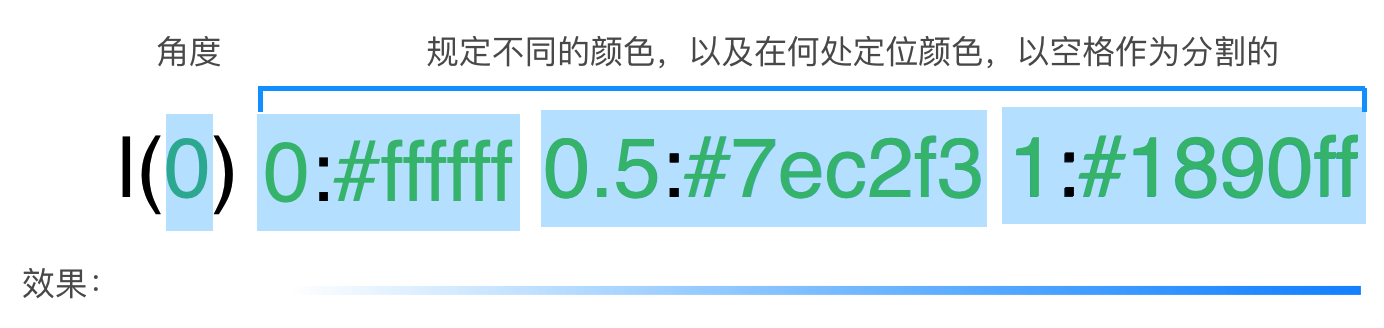 角度 规定不同的颜色，以及在何处定位颜色，以空格作为分割的
l(0) 0:#ffffff 0.5:#7ec2f3 1:#1890ff
效果：